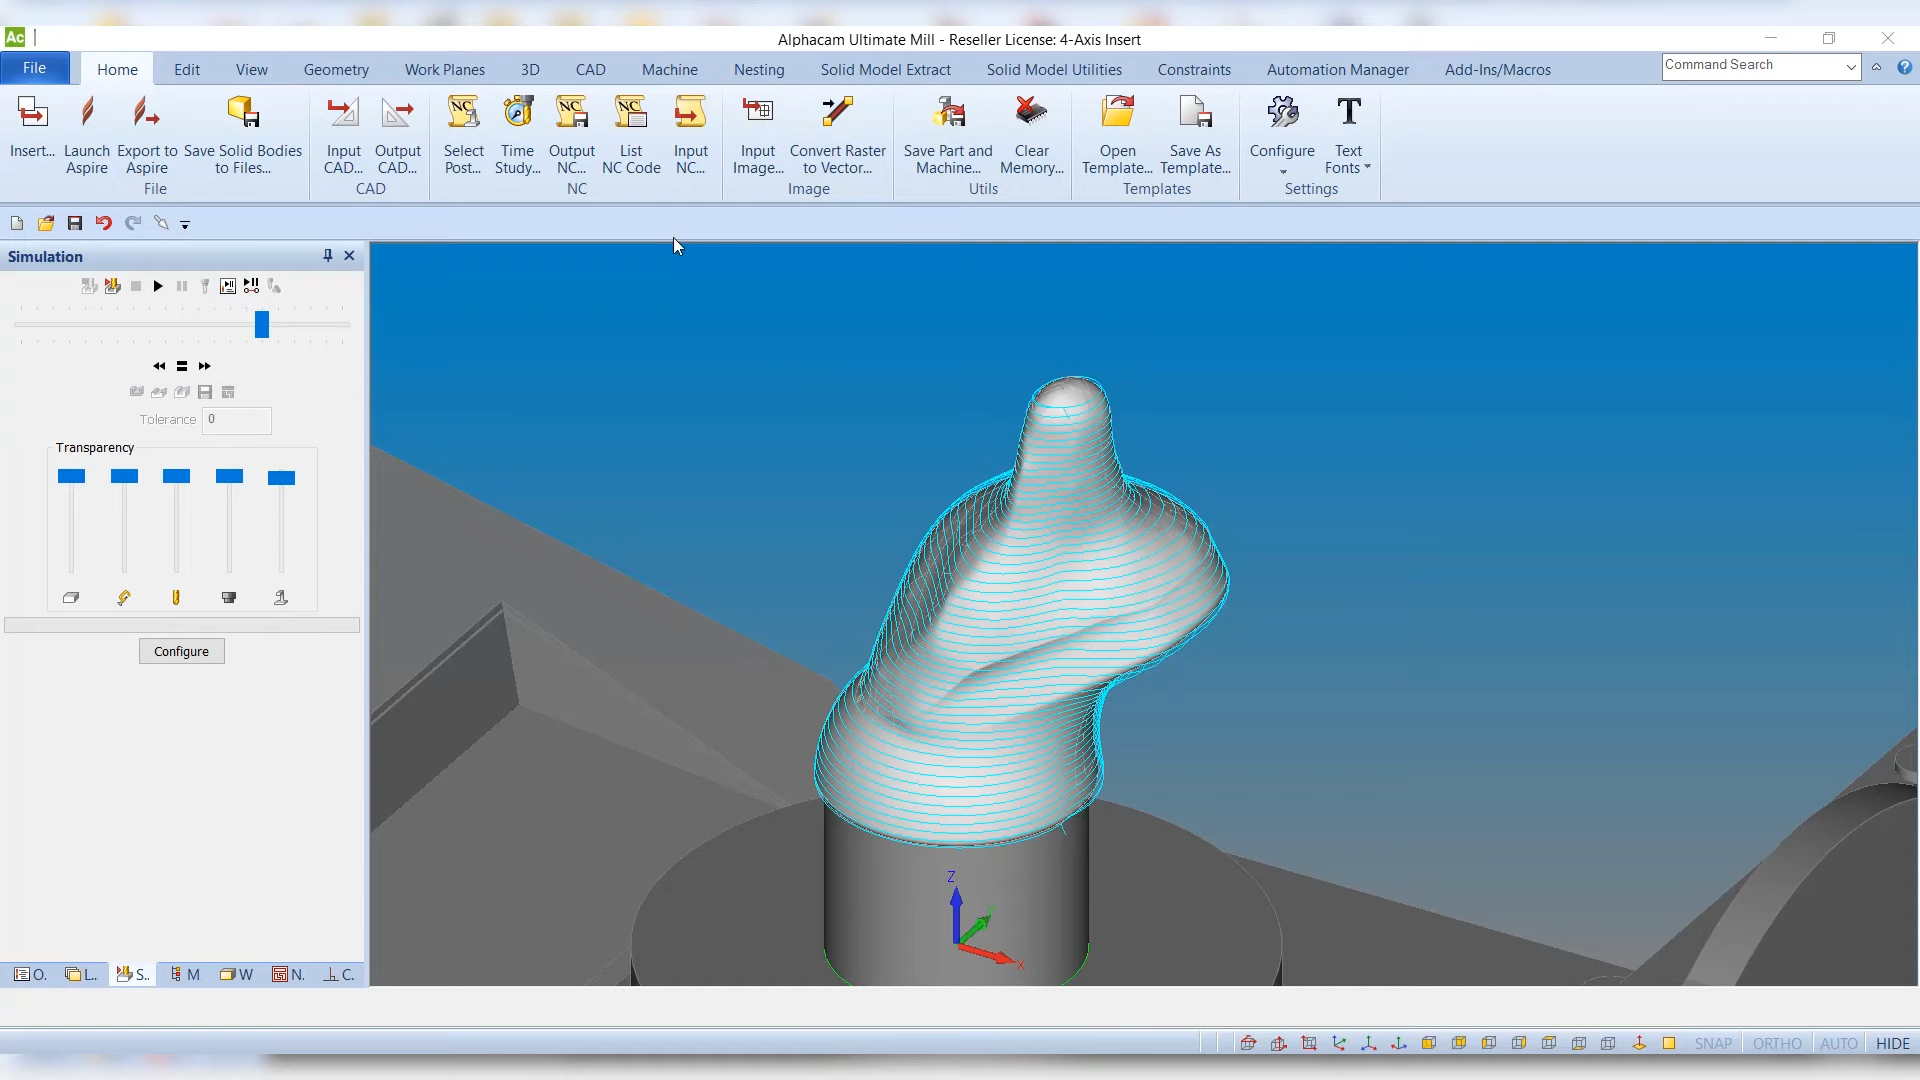 Ac
Alphacam Ultimate Mill - Reseller License: 4-Axis Insert
File Home Edit View Geometry Work Planes 3D CAD Machine Nesting Solid Model Extract Solid Model Utilities Constraints Automation Manager Add-Ins/Macros Command Search
NC NC NC
Insert... Launch Export to Save Solid Bodies Input Output Select Time Output List Input Input Convert Raster Save Part and Clear Open Save As Configure Text
Aspire Aspire to Files... CAD... CAD... Post... Study... NC... NC Code NC... Image... to Vector... Machine... Memory... Template... Template... Fonts
File CAD NC Image Utils Templates Settings
Simulation
Tolerance 0
Transparency
Configure
Z
X
O. L.. S.. M W N. C.
SNAP ORTHO AUTO HIDE